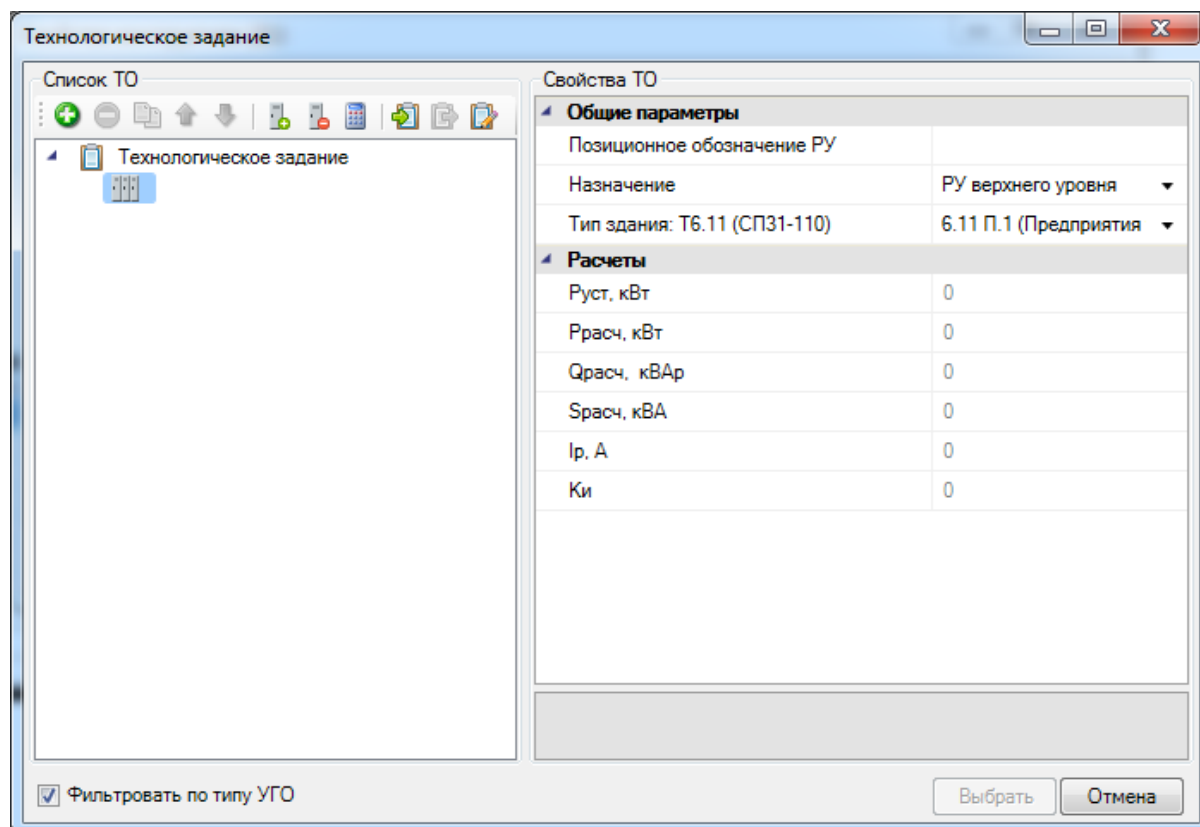 Технологическое задание
Список ТО
Свойства ТО
Технологическое задание
Общие параметры
Позиционное обозначение РУ
Назначение РУ верхнего уровня
Тип здания: Т6.11 (СП31-110) 6.11 П.1 (Предприятия
Расчеты
Руст, кВт 0
Ррасч, кВт 0
Qрасч, кВАр 0
Sрасч, кВА 0
Iр, А 0
Ки 0
Фильтровать по типу УГО
Выбрать Отмена